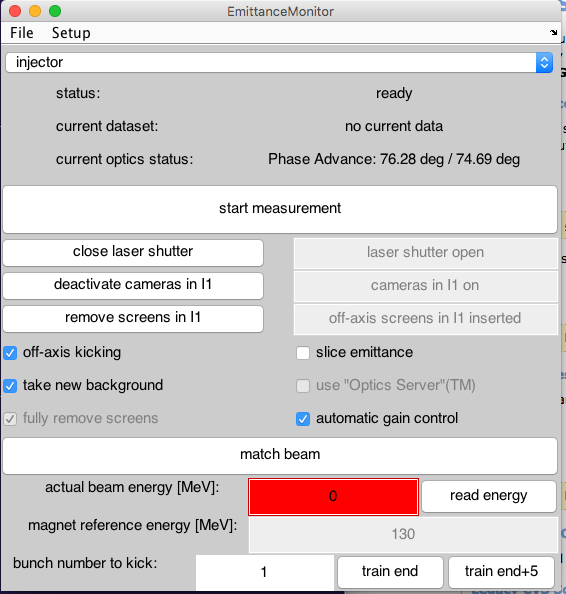 EmittanceMonitor
File Setup
injector
status: ready
current dataset: no current data
current optics status: Phase Advance: 76.28 deg / 74.69 deg
start measurement
close laser shutter laser shutter open
deactivate cameras in I1 cameras in I1 on
remove screens in I1 off-axis screens in I1 inserted
off-axis kicking slice emittance
take new background use "Optics Server"(TM)
fully remove screens automatic gain control
match beam
actual beam energy [MeV]: 0 read energy
magnet reference energy [MeV]: 130
bunch number to kick: 1 train end train end+5